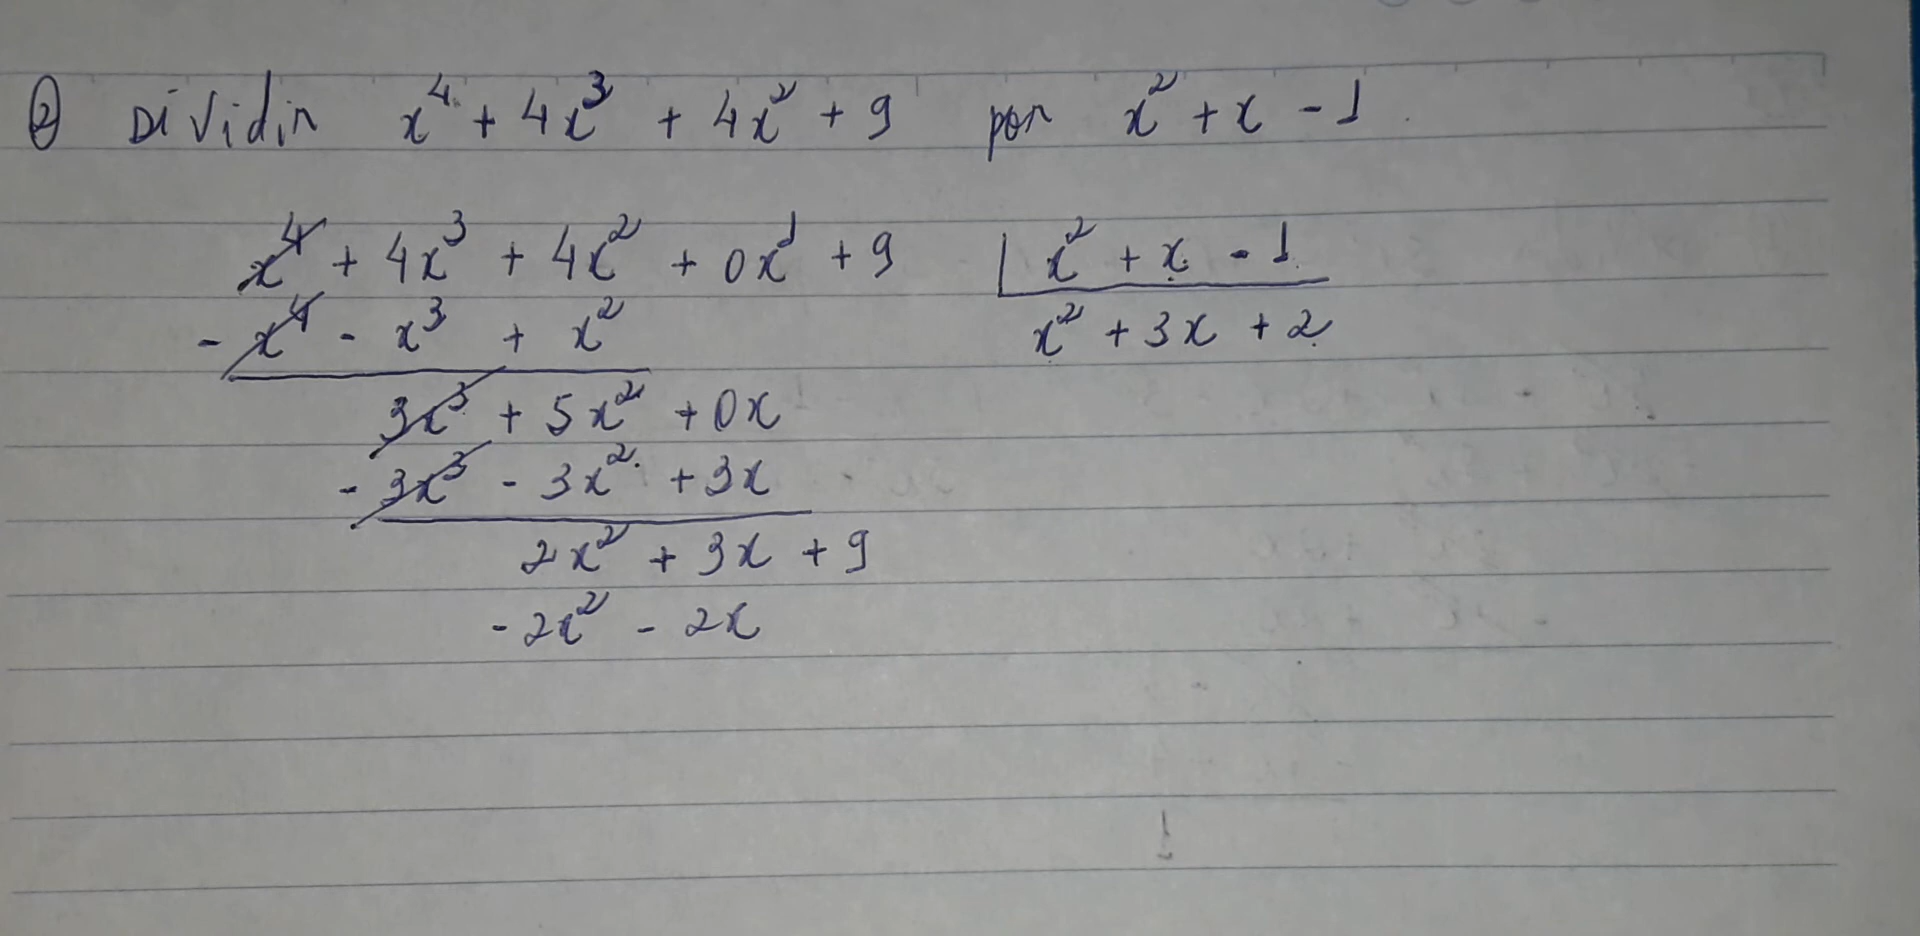 ② Dividir x⁴ + 4x³ + 4x² + 9 por x² + x - 1.
x⁴ + 4x³ + 4x² + 0x¹ + 9 | x² + x - 1
- x⁴ - x³ + x² x² + 3x + 2
3x³ + 5x² + 0x
- 3x³ - 3x² + 3x
2x² + 3x + 9
- 2x² - 2x